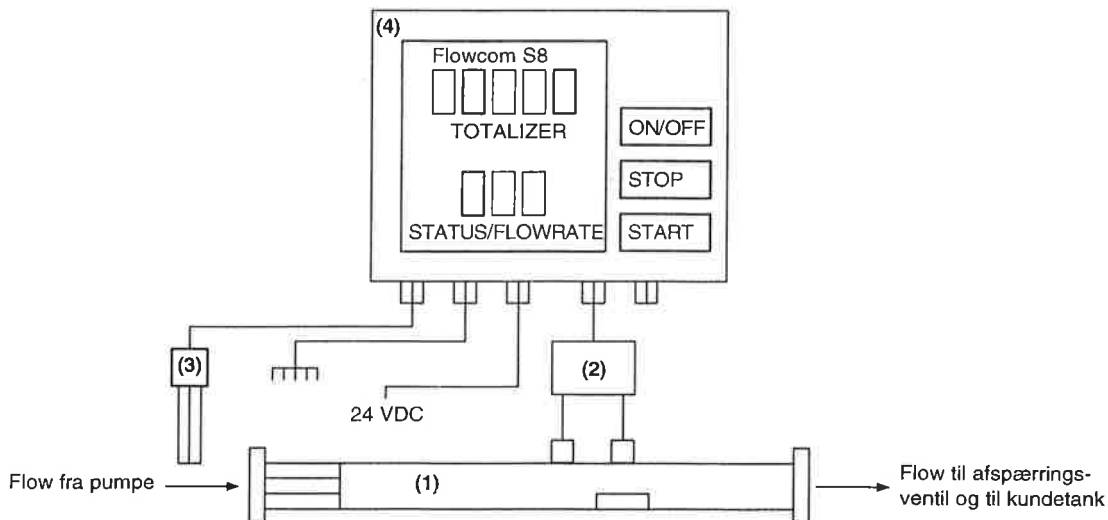 (4)
Flowcom S8
TOTALIZER
ON/OFF
STOP
STATUS/FLOWRATE
START
(3)
(2)
24 VDC
Flow fra pumpe
(1)
Flow til afspærrings-
ventil og til kundetank